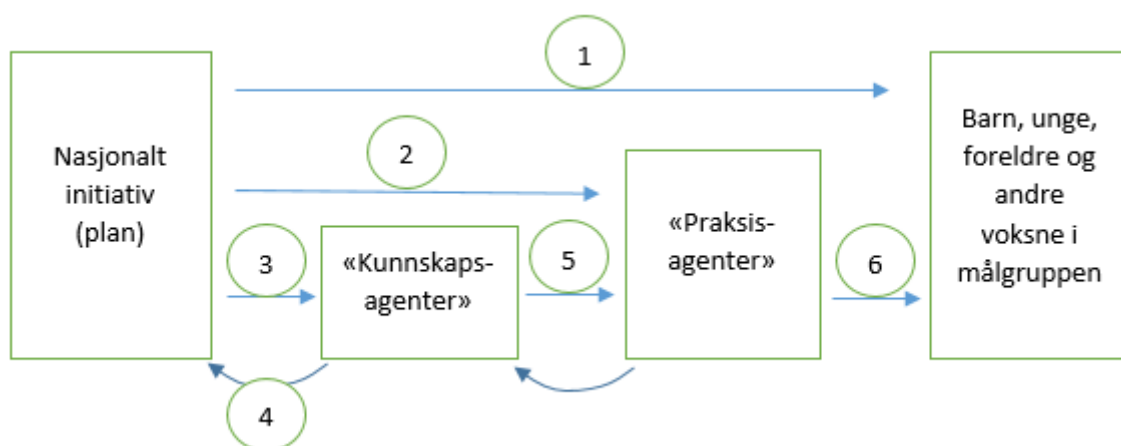 1
Nasjonalt
initiativ
(plan)
2
3
«Kunnskaps-
agenter»
4
5
«Praksis-
agenter»
6
Barn, unge,
foreldre og
andre
voksne i
målgruppen